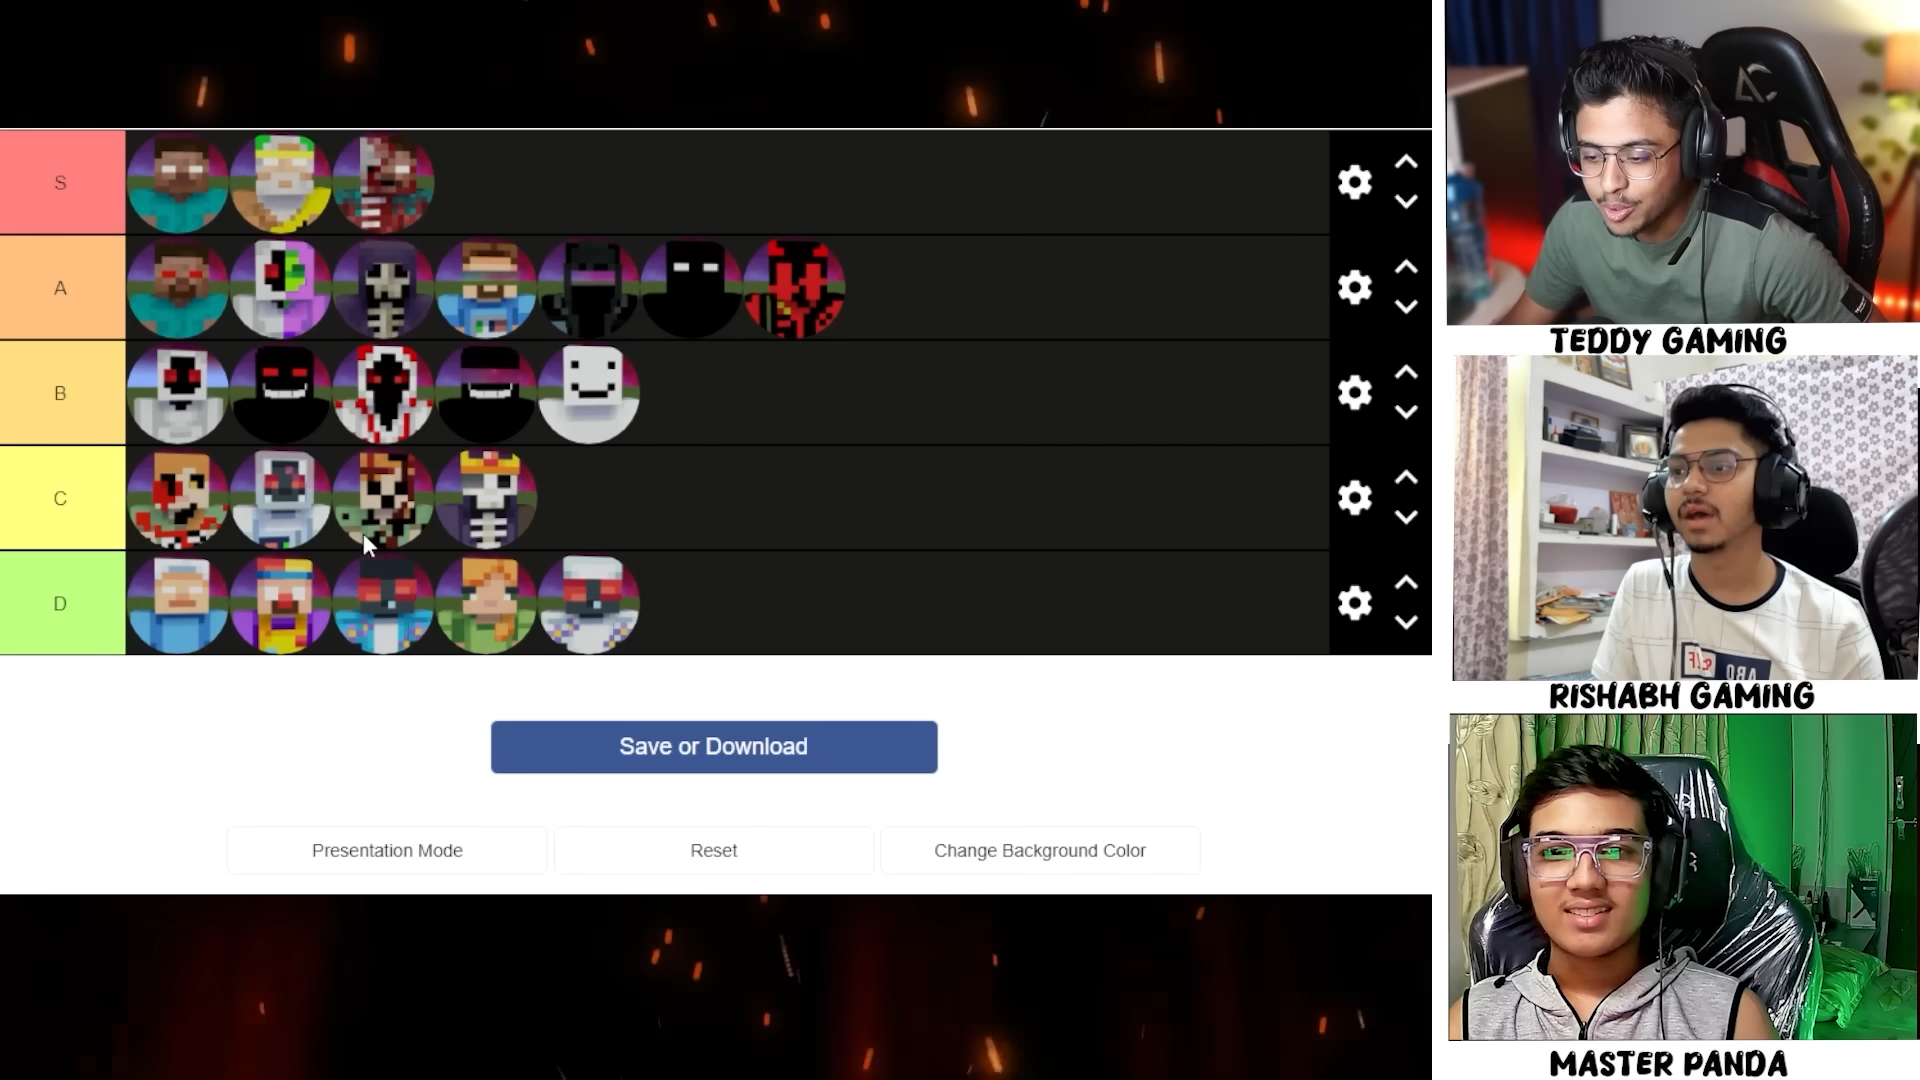 S
A
B
C
D
Save or Download
Presentation Mode
Reset
Change Background Color
TEDDY GAMING
RISHABH GAMING
MASTER PANDA